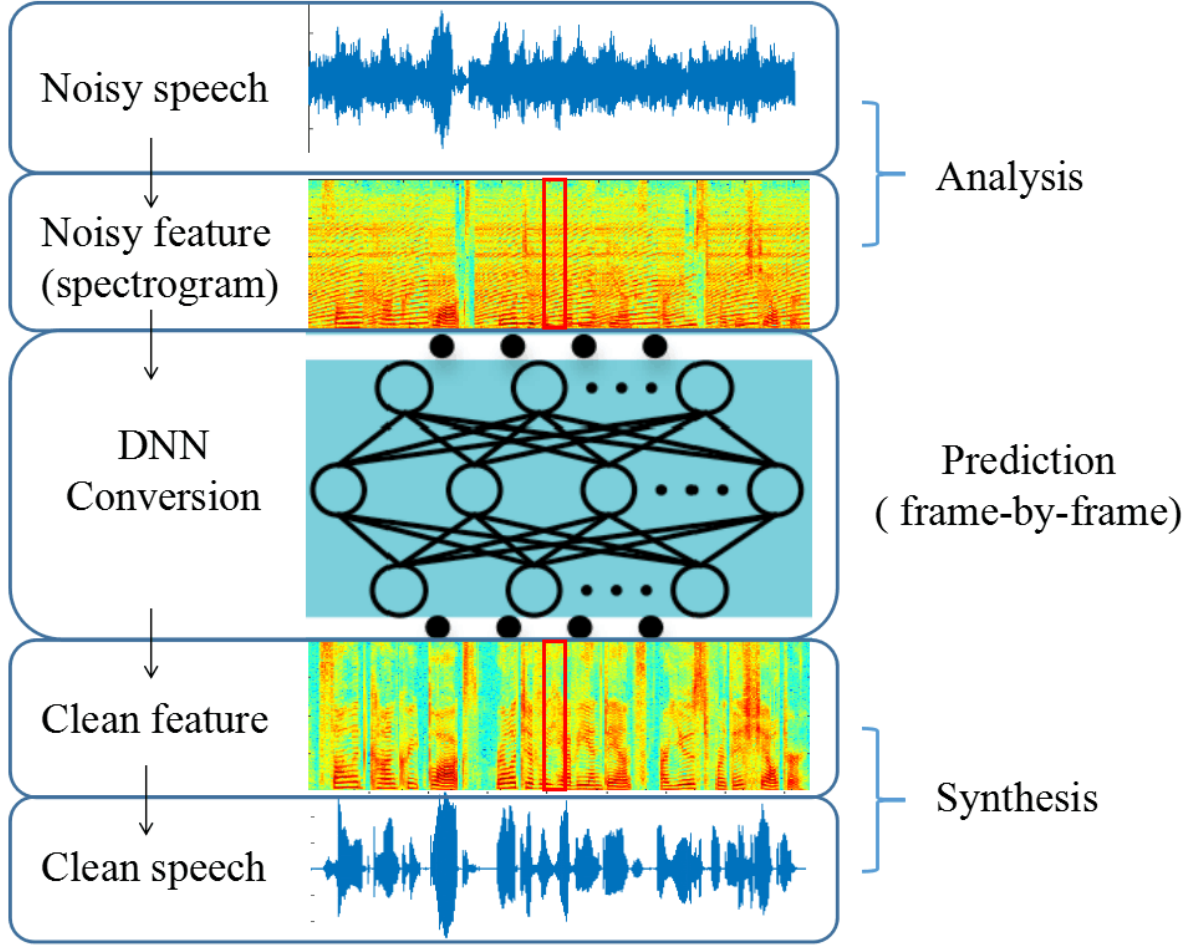 Noisy speech
Analysis
Noisy feature
(spectrogram)
DNN
Conversion
Prediction
( frame-by-frame)
Clean feature
Synthesis
Clean speech